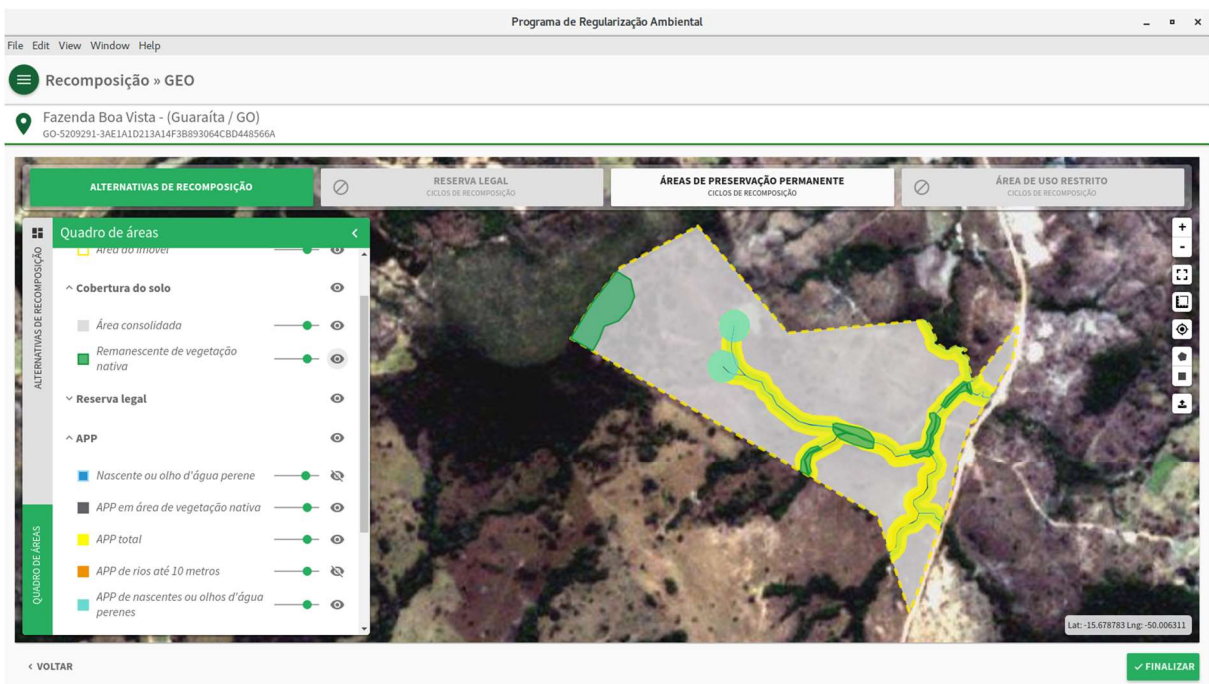 Programa de Regularização Ambiental
File Edit View Window Help
Recomposição » GEO
Fazenda Boa Vista - (Guaraíta / GO)
GO-5209291-3AE1A1D213A14F3B893064CBD448566A
ALTERNATIVAS DE RECOMPOSIÇÃO
RESERVA LEGAL
CICLOS DE RECOMPOSIÇÃO
ÁREAS DE PRESERVAÇÃO PERMANENTE
CICLOS DE RECOMPOSIÇÃO
ÁREA DE USO RESTRITO
CICLOS DE RECOMPOSIÇÃO
ALTERNATIVAS DE RECOMPOSIÇÃO
QUADRO DE ÁREAS
Quadro de áreas
Área do imóvel
Cobertura do solo
Área consolidada
Remanescente de vegetação
nativa
Reserva legal
APP
Nascente ou olho d'água perene
APP em área de vegetação nativa
APP total
APP de rios até 10 metros
APP de nascentes ou olhos d'água
perenes
+
-
Lat: -15.678783 Lng: -50.006311
‹ VOLTAR
FINALIZAR